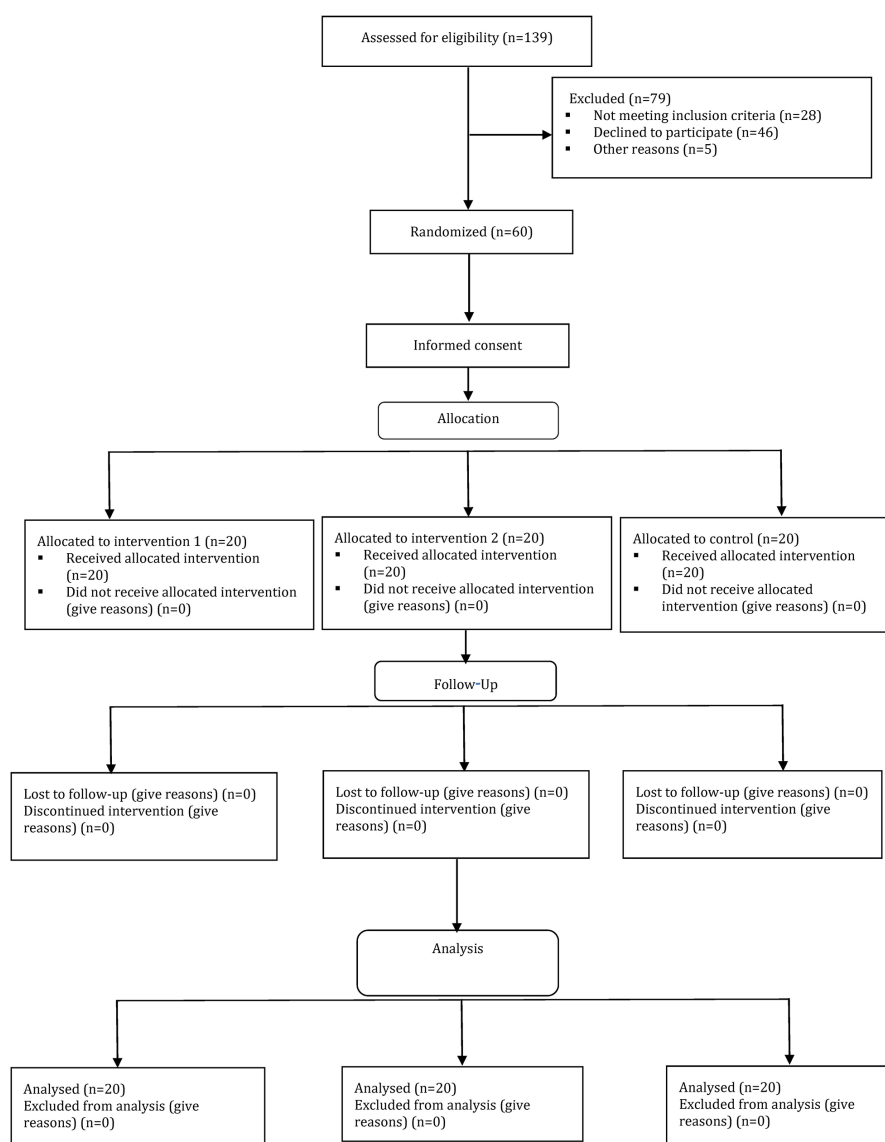 Assessed for eligibility (n=139)
Excluded (n=79)
▪ Not meeting inclusion criteria (n=28)
▪ Declined to participate (n=46)
▪ Other reasons (n=5)
Randomized (n=60)
Informed consent
Allocation
Allocated to intervention 1 (n=20)
▪ Received allocated intervention
(n=20)
▪ Did not receive allocated intervention
(give reasons) (n=0)
Allocated to intervention 2 (n=20)
▪ Received allocated intervention
(n=20)
▪ Did not receive allocated intervention
(give reasons) (n=0)
Allocated to control (n=20)
▪ Received allocated intervention
(n=20)
▪ Did not receive allocated
intervention (give reasons) (n=0)
Follow-Up
Lost to follow-up (give reasons) (n=0)
Discontinued intervention (give
reasons) (n=0)
Lost to follow-up (give reasons) (n=0)
Discontinued intervention (give
reasons) (n=0)
Lost to follow-up (give reasons) (n=0)
Discontinued intervention (give
reasons) (n=0)
Analysis
Analysed (n=20)
Excluded from analysis (give
reasons) (n=0)
Analysed (n=20)
Excluded from analysis (give
reasons) (n=0)
Analysed (n=20)
Excluded from analysis (give
reasons) (n=0)